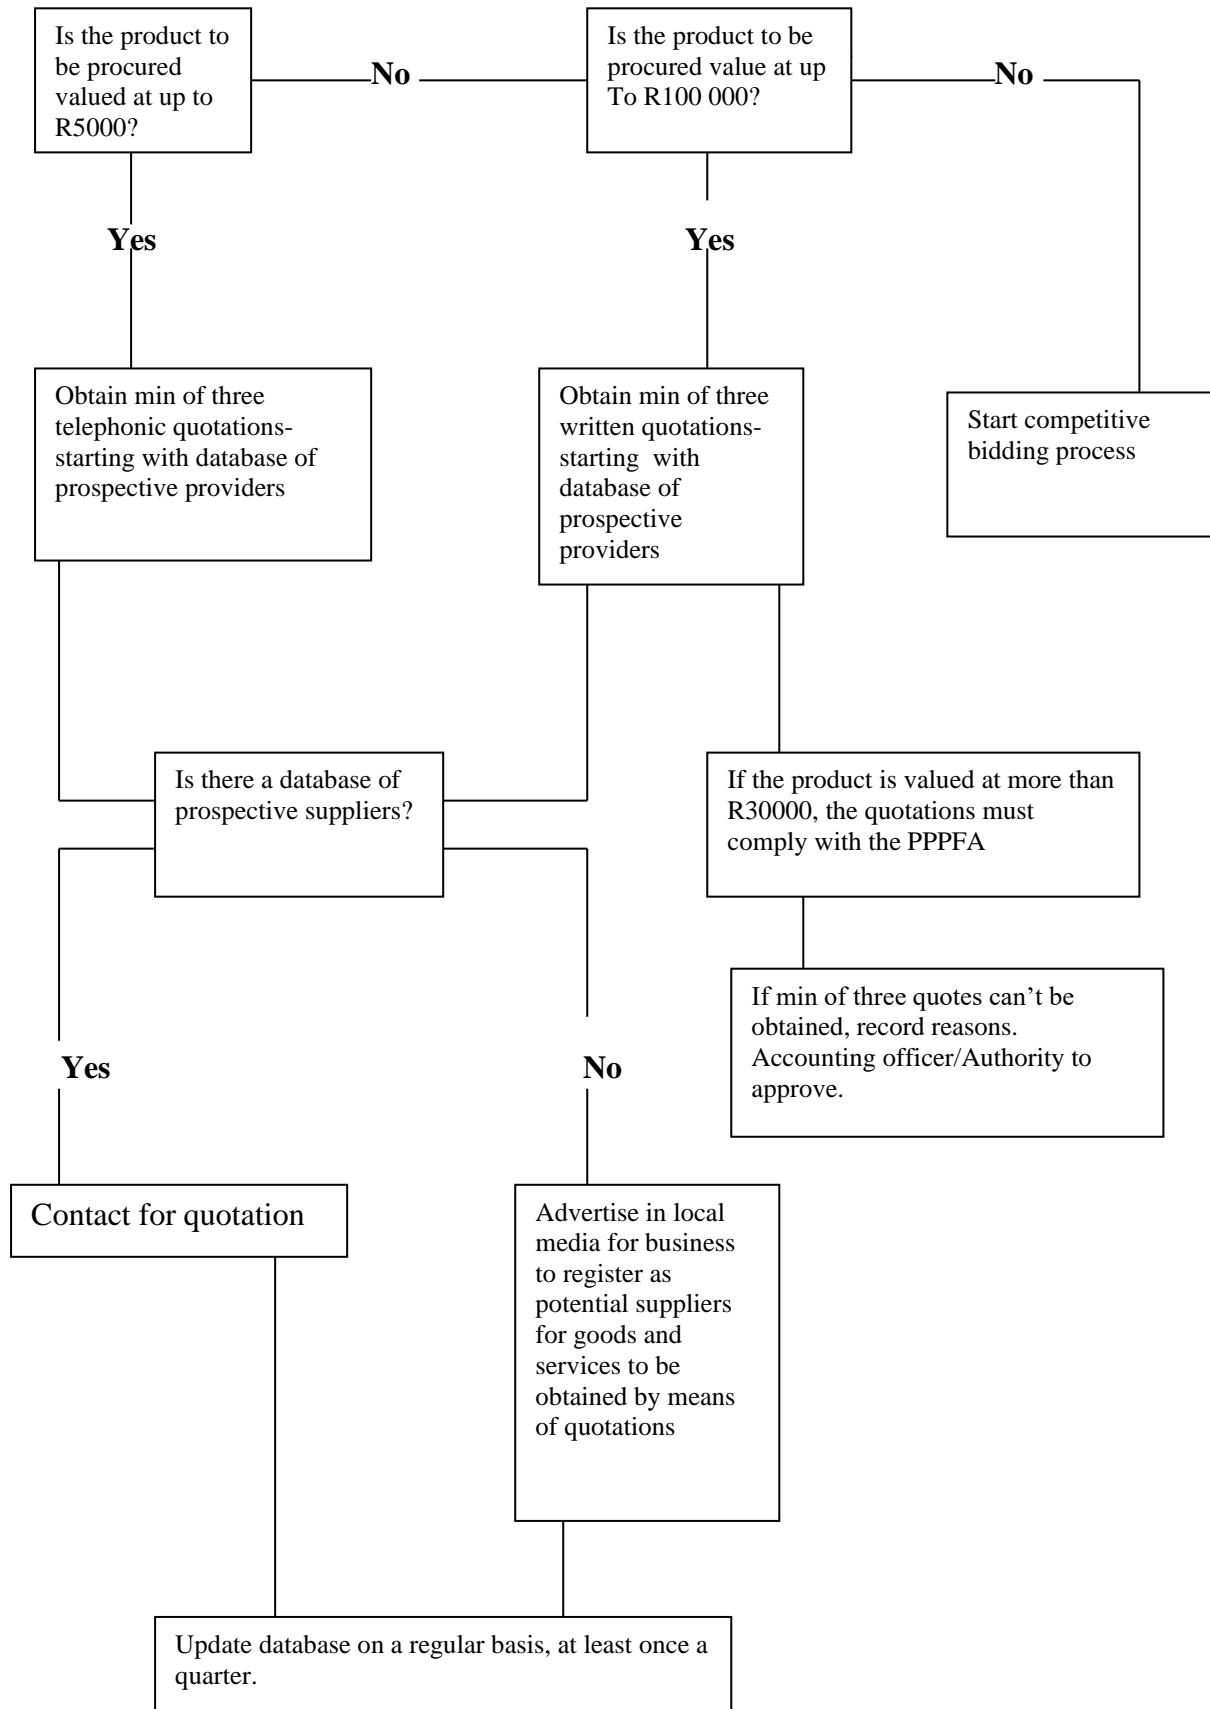 Is the product to
be procured
valued at up to
R5000?
No
Is the product to be
procured value at up
To R100 000?
No
Yes
Yes
Obtain min of three
telephonic quotations-
starting with database of
prospective providers
Obtain min of three
written quotations-
starting with
database of
prospective
providers
Start competitive
bidding process
Is there a database of
prospective suppliers?
If the product is valued at more than
R30000, the quotations must
comply with the PPPFA
If min of three quotes can’t be
obtained, record reasons.
Accounting officer/Authority to
approve.
Yes
No
Contact for quotation
Advertise in local
media for business
to register as
potential suppliers
for goods and
services to be
obtained by means
of quotations
Update database on a regular basis, at least once a
quarter.